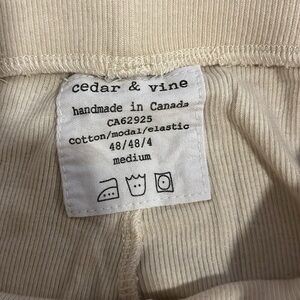 cedar & vine
handmade in Canada
CA62925
cotton/modal/elastic
48/48/4
medium